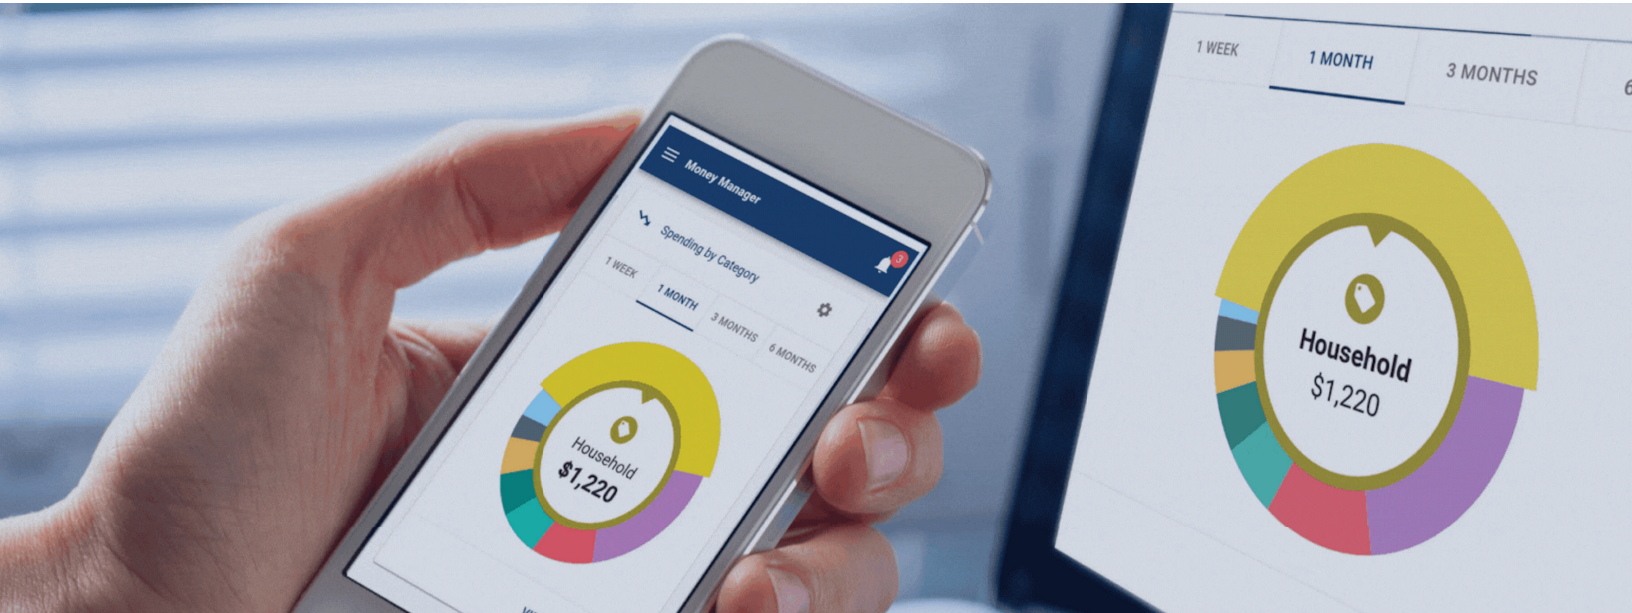 Money Manager
3
Spending by Category
1 WEEK
1 MONTH
3 MONTHS
6 MONTHS
Household
$1,220
1 WEEK
1 MONTH
3 MONTHS
6
Household
$1,220